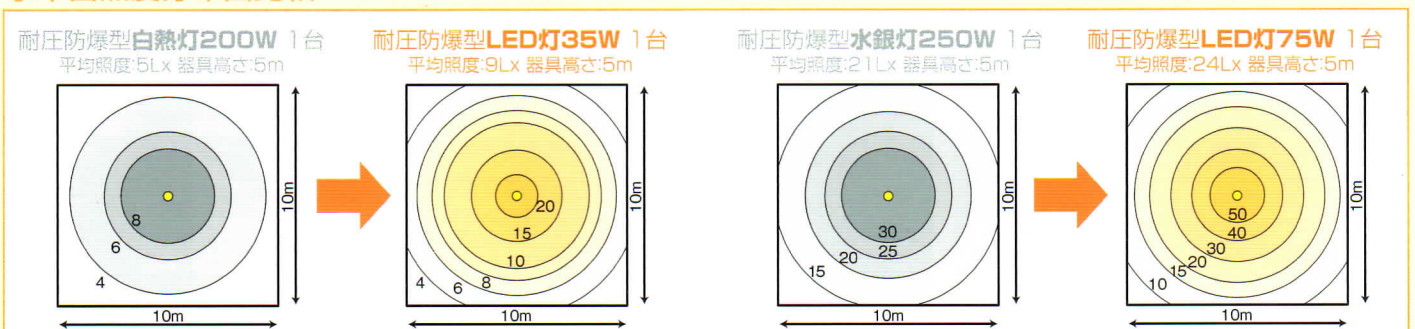 耐圧防爆型白熱灯200W 1台
平均照度:5Lx 器具高さ:5m
8
6
4
10m
10m
耐圧防爆型LED灯35W 1台
平均照度:9Lx 器具高さ:5m
20
15
10
8
6
4
10m
10m
耐圧防爆型水銀灯250W 1台
平均照度:21Lx 器具高さ:5m
30
25
20
15
10m
10m
耐圧防爆型LED灯75W 1台
平均照度:24Lx 器具高さ:5m
50
40
30
20
15
10
10m
10m